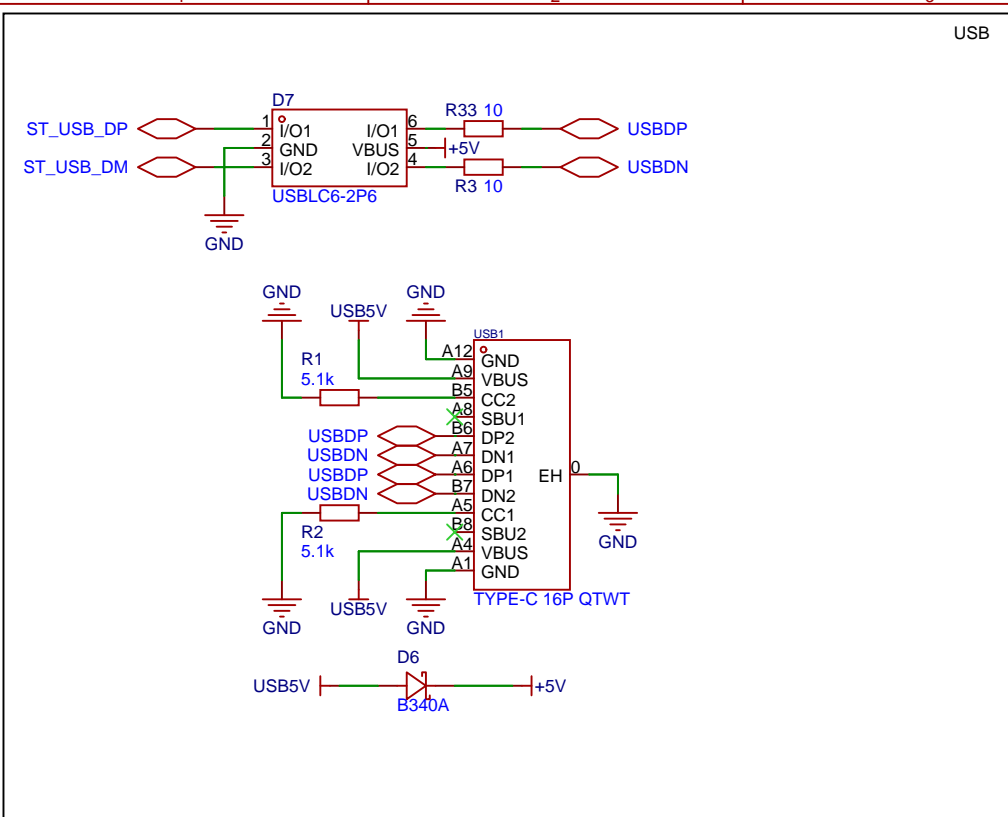 USB
D7
R33 10
ST_USB_DP
1
I/O1
I/O1
6
USBDP
2
GND
VBUS
5
+5V
ST_USB_DM
3
I/O2
I/O2
4
USBDN
USBLC6-2P6
R3 10
GND
GND
USB5V
GND
USB1
A12
GND
R1
A9
VBUS
5.1k
B5
CC2
A8
SBU1
USBDP
B6
DP2
USBDN
A7
DN1
USBDP
A6
DP1
EH
0
USBDN
B7
DN2
A5
CC1
R2
B8
SBU2
GND
5.1k
A4
VBUS
A1
GND
GND
USB5V
GND
TYPE-C 16P QTWT
D6
USB5V
+5V
B340A